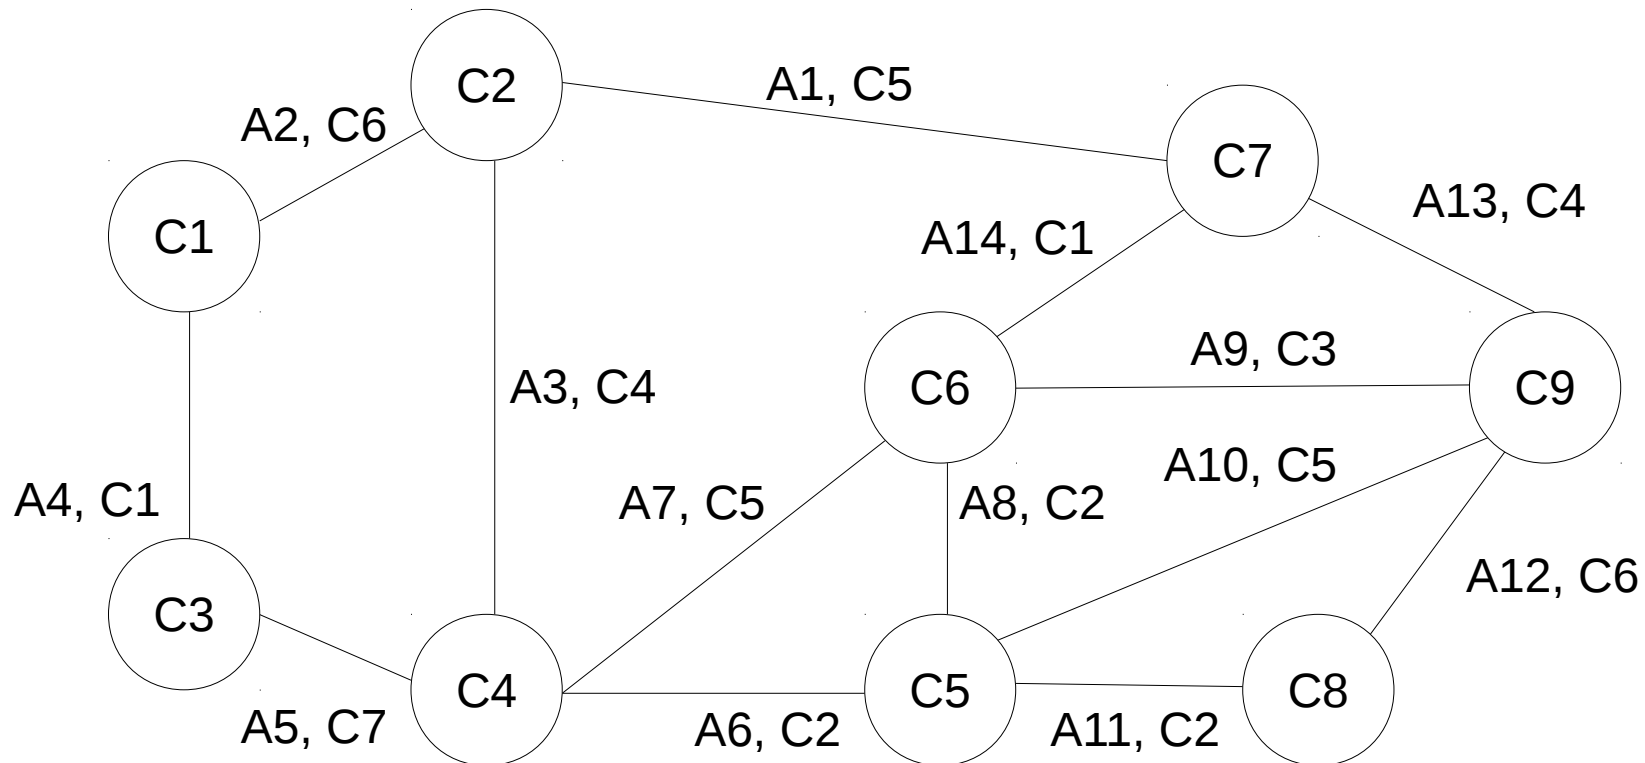 C2
A1, C5
A2, C6
C7
A13, C4
C1
A14, C1
A9, C3
A3, C4
C6
C9
A10, C5
A4, C1
A7, C5
A8, C2
A12, C6
C3
C4
C5
C8
A5, C7
A6, C2
A11, C2